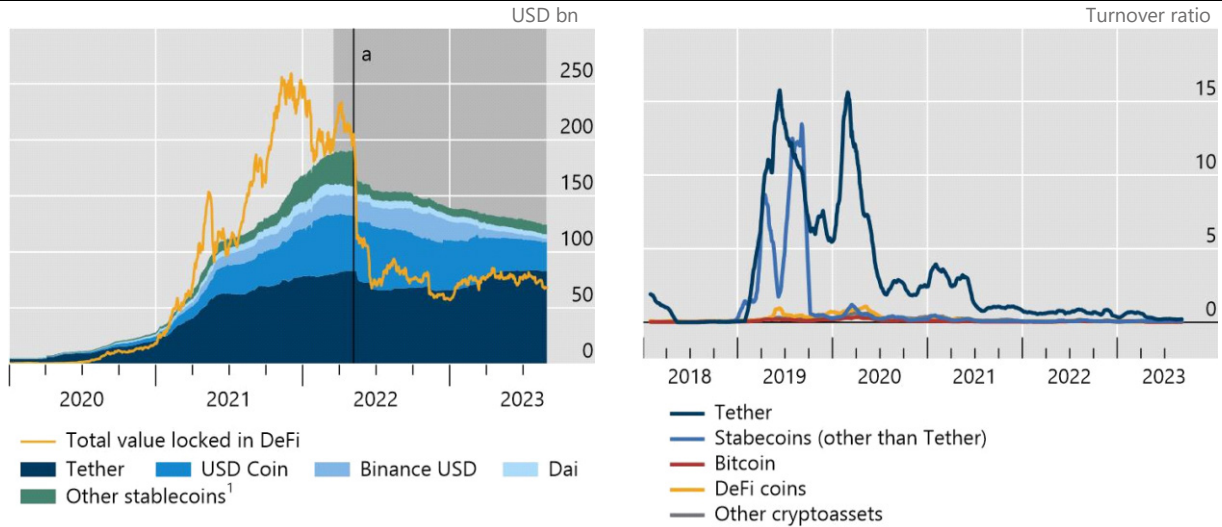 USD bn
a
250
200
150
100
50
0
2020 2021 2022 2023
Total value locked in DeFi
Tether USD Coin Binance USD Dai
Other stablecoins1
Turnover ratio
15
10
5
0
2018 2019 2020 2021 2022 2023
Tether
Stabecoins (other than Tether)
Bitcoin
DeFi coins
Other cryptoassets